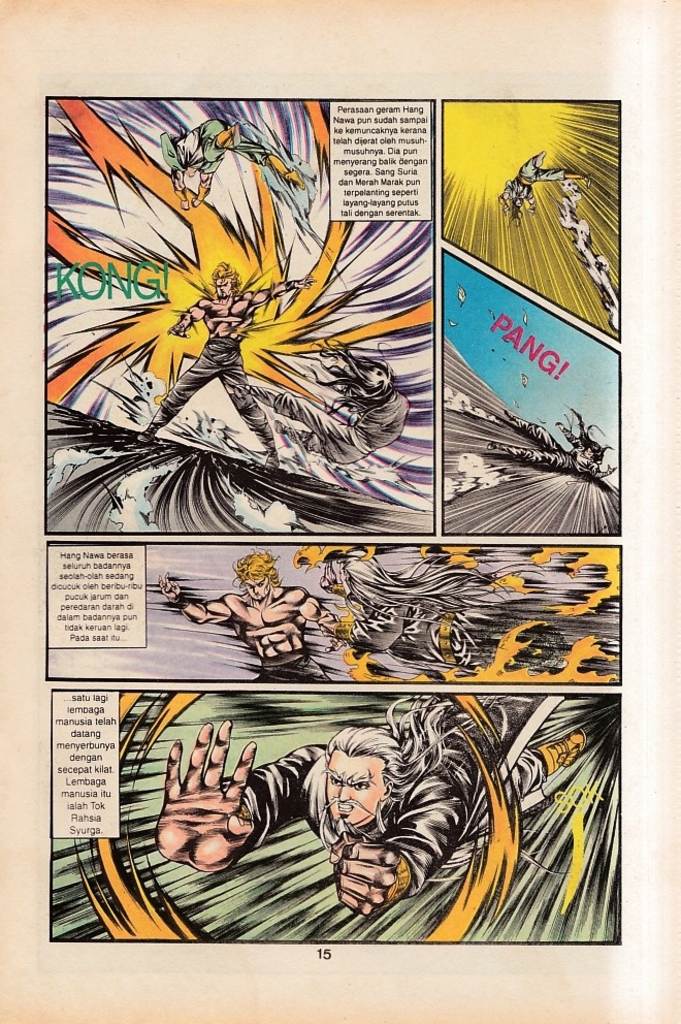 Perasaan geram Hang
Nawa pun sudah sampai
ke kemuncaknya kerana
telah dijerat oleh musuh-
musuhnya. Dia pun
menyerang balik dengan
segera. Sang Suria
dan Merah Marak pun
terpelanting seperti
layang-layang putus
tali dengan serentak.
KONG!
PANG!
Hang Nawa berasa
seluruh badannya
seolah-olah sedang
dicucuk oleh beribu-ribu
pucuk jarum dan
peredaran darah di
dalam badannya pun
tidak keruan lagi.
Pada saat itu...
...satu lagi
lembaga
manusia telah
datang
menyerbunya
dengan
secepat kilat.
Lembaga
manusia itu
ialah Tok
Rahsia
Syurga.
15